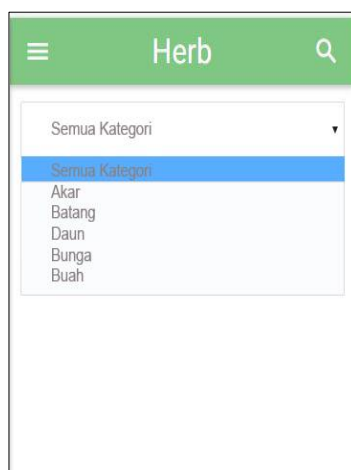 Herb
Semua Kategori
Semua Kategori
Akar
Batang
Daun
Bunga
Buah